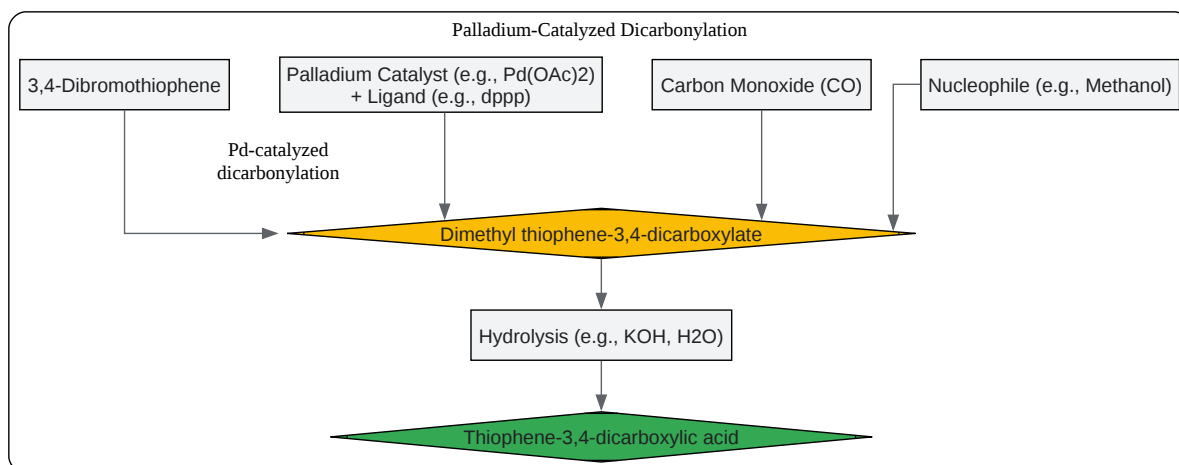 Palladium-Catalyzed Dicarbonylation
3,4-Dibromothiophene
Palladium Catalyst (e.g., Pd(OAc)2)
+ Ligand (e.g., dppp)
Carbon Monoxide (CO)
Nucleophile (e.g., Methanol)
Pd-catalyzed
dicarbonylation
Dimethyl thiophene-3,4-dicarboxylate
Hydrolysis (e.g., KOH, H2O)
Thiophene-3,4-dicarboxylic acid